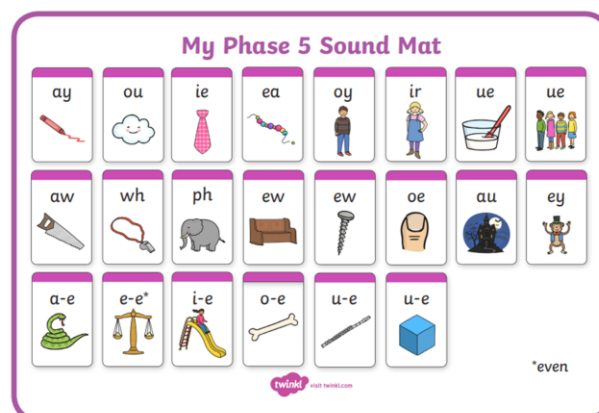 My Phase 5 Sound Mat
ay ou ie ea oy ir ue ue
aw wh ph ew ew oe au ey
a-e e-e* i-e o-e u-e u-e
*even
twinkl visit twinkl.com